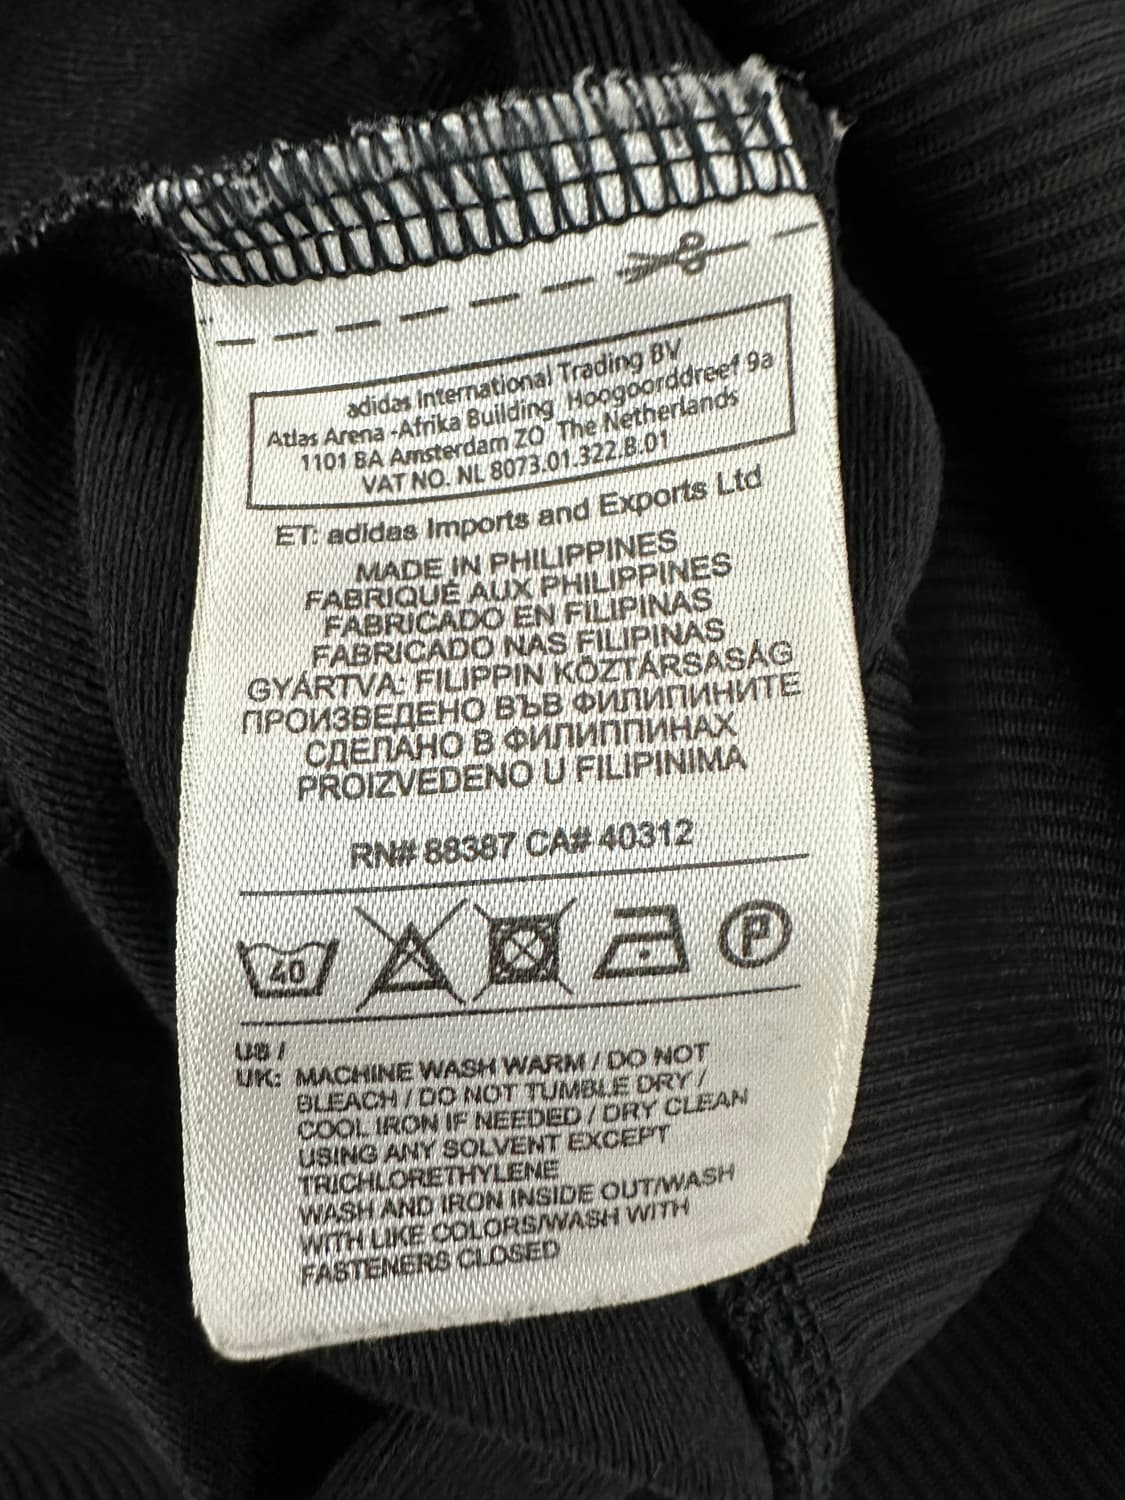 adidas International Trading BV
Atlas Arena -Afrika Building Hoogoorddreef 9a
1101 BA Amsterdam ZO The Netherlands
VAT NO. NL 8073.01.322.B.01
ET: adidas Imports and Exports Ltd
MADE IN PHILIPPINES
FABRIQUÉ AUX PHILIPPINES
FABRICADO EN FILIPINAS
FABRICADO NAS FILIPINAS
GYÁRTVA: FILIPPIN KÖZTÁRSASÁG
ПРОИЗВЕДЕНО ВЪВ ФИЛИПИНИТЕ
СДЕЛАНО В ФИЛИППИНАХ
PROIZVEDENO U FILIPINIMA
RN# 88387 CA# 40312
40 P
US /
UK: MACHINE WASH WARM / DO NOT
BLEACH / DO NOT TUMBLE DRY /
COOL IRON IF NEEDED / DRY CLEAN
USING ANY SOLVENT EXCEPT
TRICHLORETHYLENE
WASH AND IRON INSIDE OUT/WASH
WITH LIKE COLORS/WASH WITH
FASTENERS CLOSED